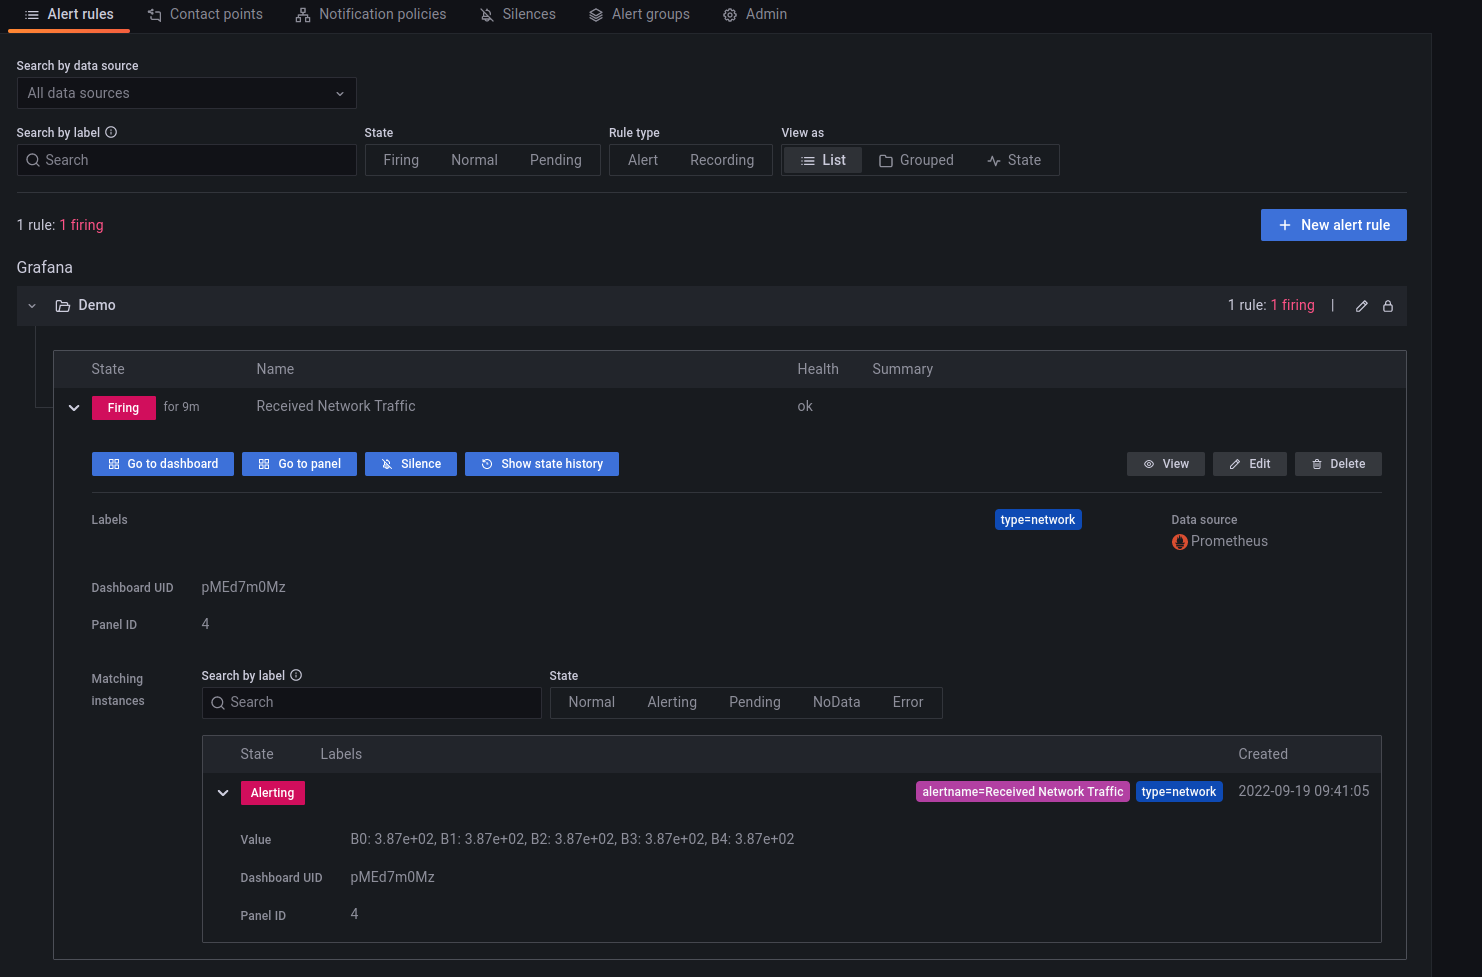 Alert rules Contact points Notification policies Silences Alert groups Admin
Search by data source
All data sources
Search by label State Rule type View as
Search Firing Normal Pending Alert Recording List Grouped State
1 rule: 1 firing + New alert rule
Grafana
Demo 1 rule: 1 firing |
State Name Health Summary
Firing for 9m Received Network Traffic ok
Go to dashboard Go to panel Silence Show state history View Edit Delete
Labels type=network Data source
Prometheus
Dashboard UID pMEd7m0Mz
Panel ID 4
Matching instances
Search by label State
Search Normal Alerting Pending NoData Error
State Labels Created
Alerting alertname=Received Network Traffic type=network 2022-09-19 09:41:05
Value B0: 3.87e+02, B1: 3.87e+02, B2: 3.87e+02, B3: 3.87e+02, B4: 3.87e+02
Dashboard UID pMEd7m0Mz
Panel ID 4